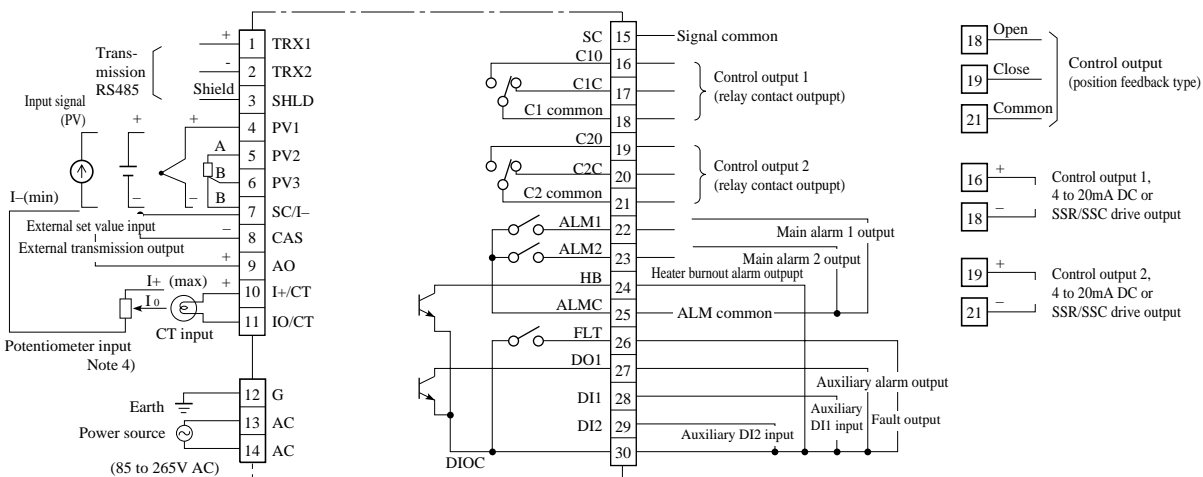 +
1 TRX1
Trans-
mission
RS485
-
2 TRX2
Shield
3 SHLD
Input signal
(PV)
+ + 4 PV1
A
5 PV2
B
6 PV3
I–(min)
– – B
7 SC/I–
External set value input
– 8 CAS
External transmission output
+ 9 AO
I+ (max) + 10 I+/CT
I0
11 IO/CT
CT input
Potentiometer input
Note 4)
12 G
Earth
13 AC
Power source
14 AC
(85 to 265V AC)
SC 15 Signal common
C10 16
C1C 17
Control output 1
(relay contact outpupt)
C1 common 18
C20 19
C2C 20
Control output 2
(relay contact outpupt)
C2 common 21
ALM1 22
Main alarm 1 output
ALM2 23
Main alarm 2 output
Heater burnout alarm outpupt
HB 24
ALMC 25 ALM common
FLT 26
DO1 27
Auxiliary alarm output
DI1 28
Auxiliary
DI1 input
Fault output
DI2 29
Auxiliary DI2 input
DIOC 30
18 Open
19 Close
21 Common
Control output
(position feedback type)
16 +
18 –
Control output 1,
4 to 20mA DC or
SSR/SSC drive output
19 +
21 –
Control output 2,
4 to 20mA DC or
SSR/SSC drive output